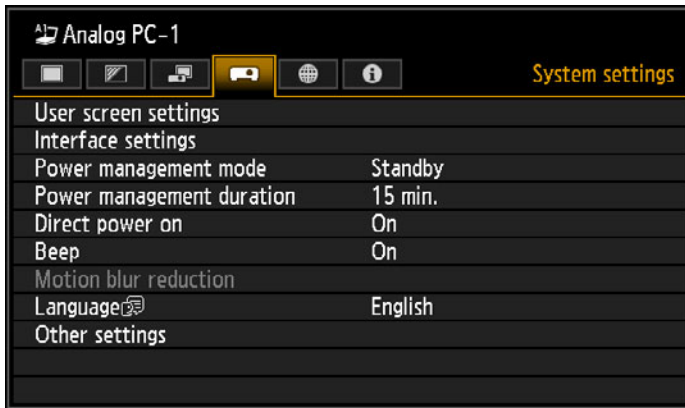 Analog PC-1
System settings
User screen settings
Interface settings
Power management mode Standby
Power management duration 15 min.
Direct power on On
Beep On
Motion blur reduction
Language English
Other settings